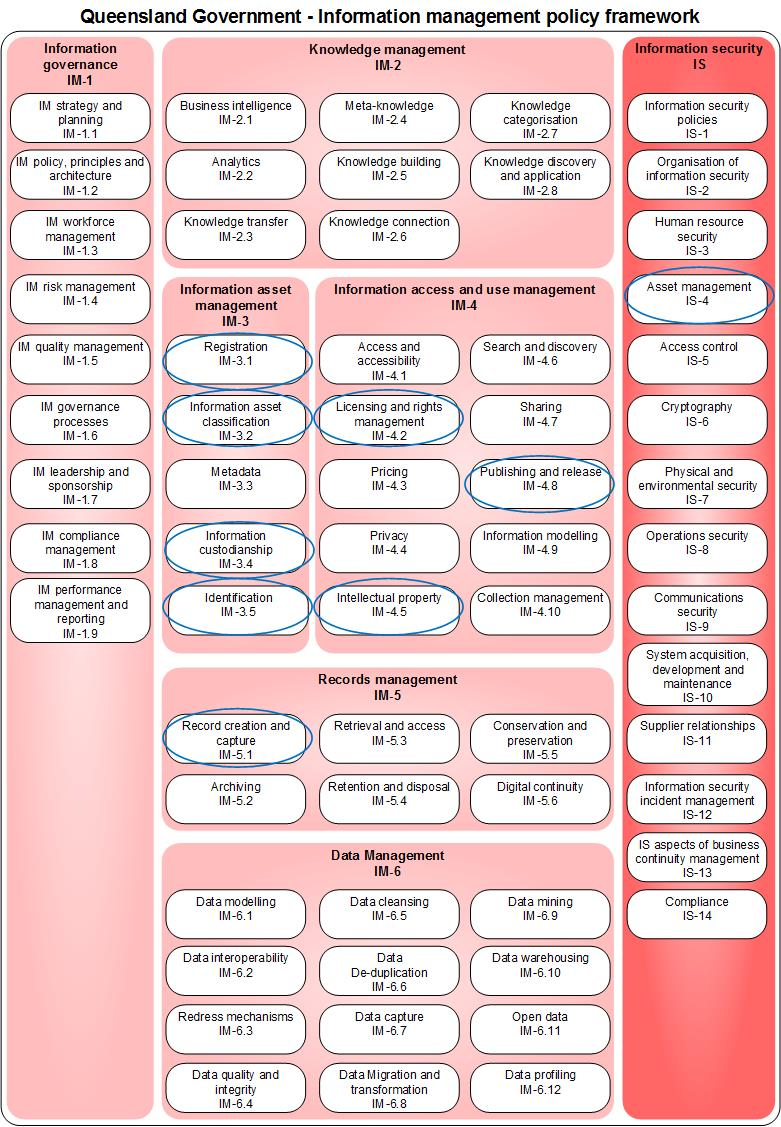 Queensland Government - Information management policy framework
Information
governance
IM-1
IM strategy and
planning
IM-1.1
IM policy, principles and
architecture
IM-1.2
IM workforce
management
IM-1.3
IM risk management
IM-1.4
IM quality management
IM-1.5
IM governance
processes
IM-1.6
IM leadership and
sponsorship
IM-1.7
IM compliance
management
IM-1.8
IM performance
management and
reporting
IM-1.9
Knowledge management
IM-2
Business intelligence
IM-2.1
Meta-knowledge
IM-2.4
Knowledge
categorisation
IM-2.7
Analytics
IM-2.2
Knowledge building
IM-2.5
Knowledge discovery
and application
IM-2.8
Knowledge transfer
IM-2.3
Knowledge connection
IM-2.6
Information asset
management
IM-3
Registration
IM-3.1
Information asset
classification
IM-3.2
Metadata
IM-3.3
Information
custodianship
IM-3.4
Identification
IM-3.5
Information access and use management
IM-4
Access and
accessibility
IM-4.1
Search and discovery
IM-4.6
Licensing and rights
management
IM-4.2
Sharing
IM-4.7
Pricing
IM-4.3
Publishing and release
IM-4.8
Privacy
IM-4.4
Information modelling
IM-4.9
Intellectual property
IM-4.5
Collection management
IM-4.10
Records management
IM-5
Record creation and
capture
IM-5.1
Retrieval and access
IM-5.3
Conservation and
preservation
IM-5.5
Archiving
IM-5.2
Retention and disposal
IM-5.4
Digital continuity
IM-5.6
Data Management
IM-6
Data modelling
IM-6.1
Data cleansing
IM-6.5
Data mining
IM-6.9
Data interoperability
IM-6.2
Data
De-duplication
IM-6.6
Data warehousing
IM-6.10
Redress mechanisms
IM-6.3
Data capture
IM-6.7
Open data
IM-6.11
Data quality and
integrity
IM-6.4
Data Migration and
transformation
IM-6.8
Data profiling
IM-6.12
Information security
IS
Information security
policies
IS-1
Organisation of
information security
IS-2
Human resource
security
IS-3
Asset management
IS-4
Access control
IS-5
Cryptography
IS-6
Physical and
environmental security
IS-7
Operations security
IS-8
Communications
security
IS-9
System acquisition,
development and
maintenance
IS-10
Supplier relationships
IS-11
Information security
incident management
IS-12
IS aspects of business
continuity management
IS-13
Compliance
IS-14